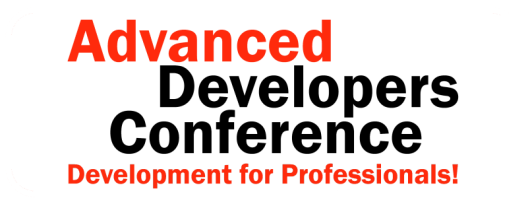 Advanced
Developers
Conference
Development for Professionals!